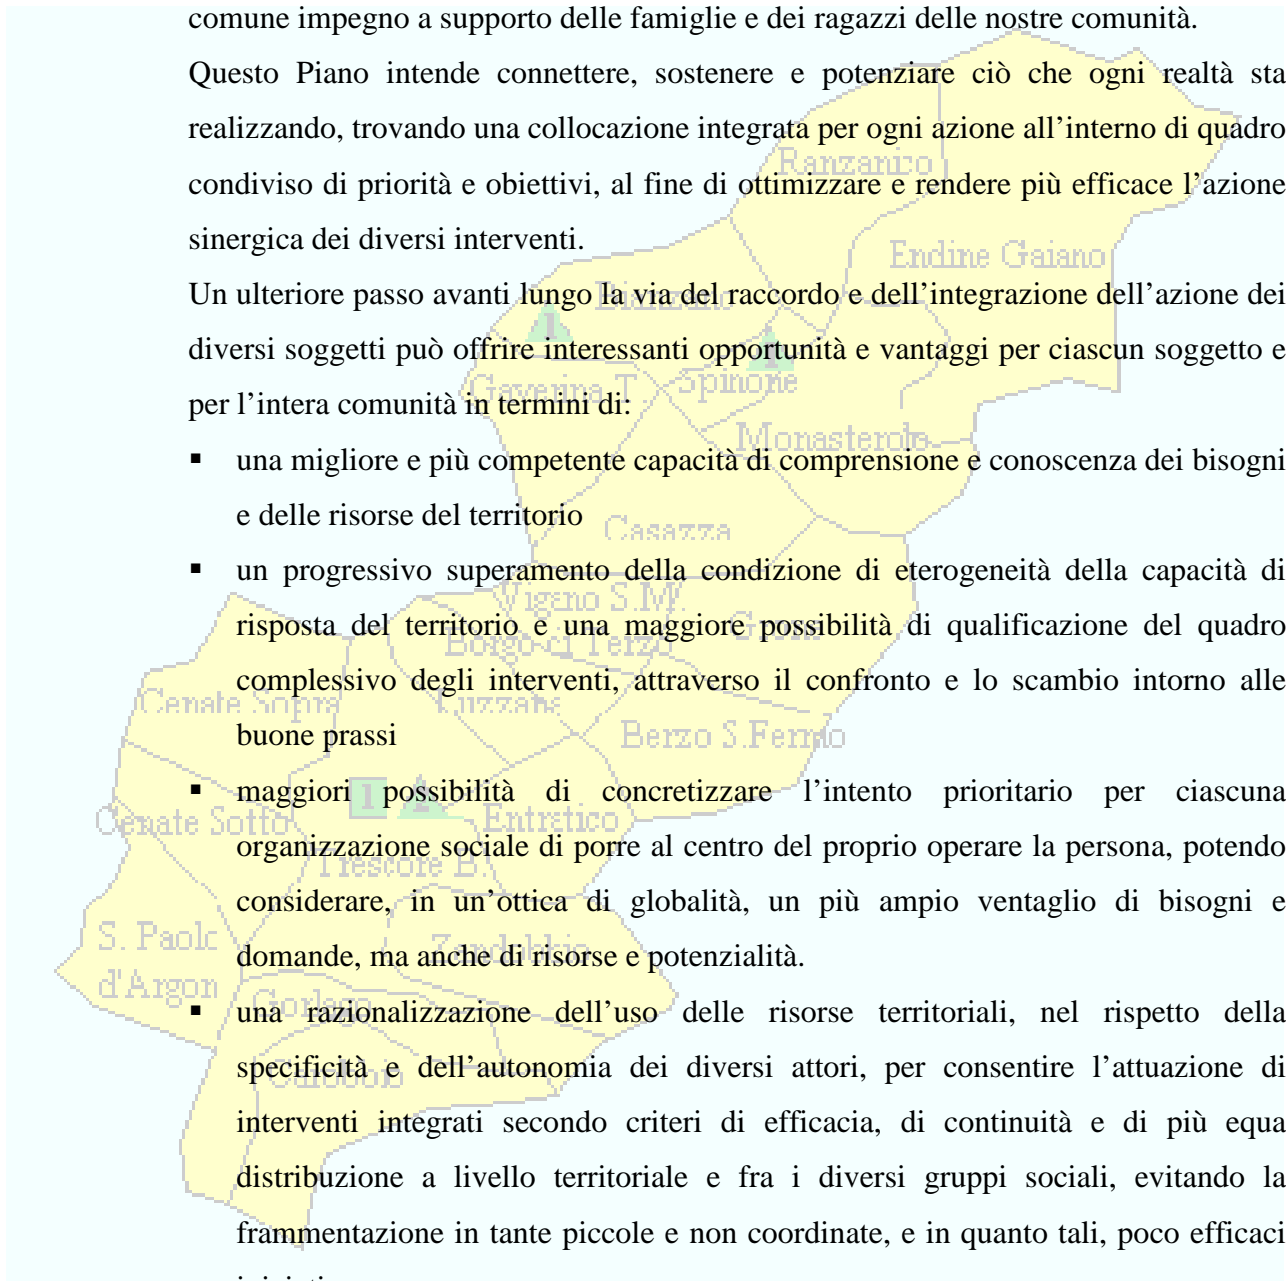 comune impegno a supporto delle famiglie e dei ragazzi delle nostre comunità.
Questo Piano intende connettere, sostenere e potenziare ciò che ogni realtà sta
realizzando, trovando una collocazione integrata per ogni azione all’interno di quadro
condiviso di priorità e obiettivi, al fine di ottimizzare e rendere più efficace l’azione
sinergica dei diversi interventi.
Un ulteriore passo avanti lungo la via del raccordo e dell’integrazione dell’azione dei
diversi soggetti può offrire interessanti opportunità e vantaggi per ciascun soggetto e
per l’intera comunità in termini di:
▪ una migliore e più competente capacità di comprensione e conoscenza dei bisogni
e delle risorse del territorio
▪ un progressivo superamento della condizione di eterogeneità della capacità di
risposta del territorio e una maggiore possibilità di qualificazione del quadro
complessivo degli interventi, attraverso il confronto e lo scambio intorno alle
buone prassi
▪ maggiori possibilità di concretizzare l’intento prioritario per ciascuna
organizzazione sociale di porre al centro del proprio operare la persona, potendo
considerare, in un’ottica di globalità, un più ampio ventaglio di bisogni e
domande, ma anche di risorse e potenzialità.
▪ una razionalizzazione dell’uso delle risorse territoriali, nel rispetto della
specificità e dell’autonomia dei diversi attori, per consentire l’attuazione di
interventi integrati secondo criteri di efficacia, di continuità e di più equa
distribuzione a livello territoriale e fra i diversi gruppi sociali, evitando la
frammentazione in tante piccole e non coordinate, e in quanto tali, poco efficaci
Ranzanico
Endine Gaiano
Bianzano
1
1
Gaverina T.
Spinone
Monasterolo
Casazza
Vigano S.M.
Borgo di Terzo
Grone
Cenate Sopra
Luzzana
Berzo S.Fermo
1
1
Cenate Sotto
Entratico
Trescore B.
S. Paolo
d'Argon
Zandobbio
Gorlago